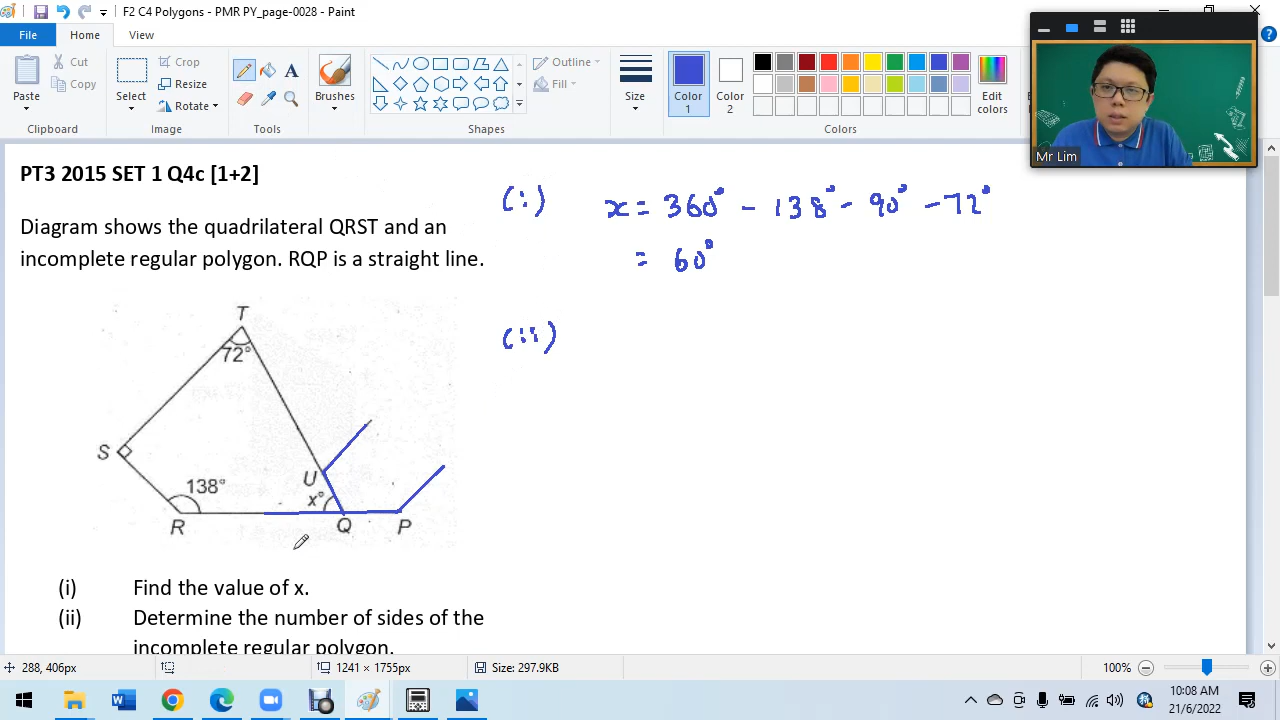 F2 C4 Polygons - PMR PY_page-0028 - Paint
File Home View
Paste Cut Copy Select Crop Resize Rotate Brushes Outline Fill Size Color 1 Color 2 Edit colors
Clipboard Image Tools Shapes Colors
Mr Lim
PT3 2015 SET 1 Q4c [1+2]
Diagram shows the quadrilateral QRST and an
incomplete regular polygon. RQP is a straight line.
T
72°
S
138°
U
x°
R Q P
(i) Find the value of x.
(ii) Determine the number of sides of the
incomplete regular polygon.
(i) x = 360° - 138° - 90° - 72°
= 60°
(ii)
288, 406px 1241 × 1755px Size: 297.9KB 100%
10:08 AM
21/6/2022